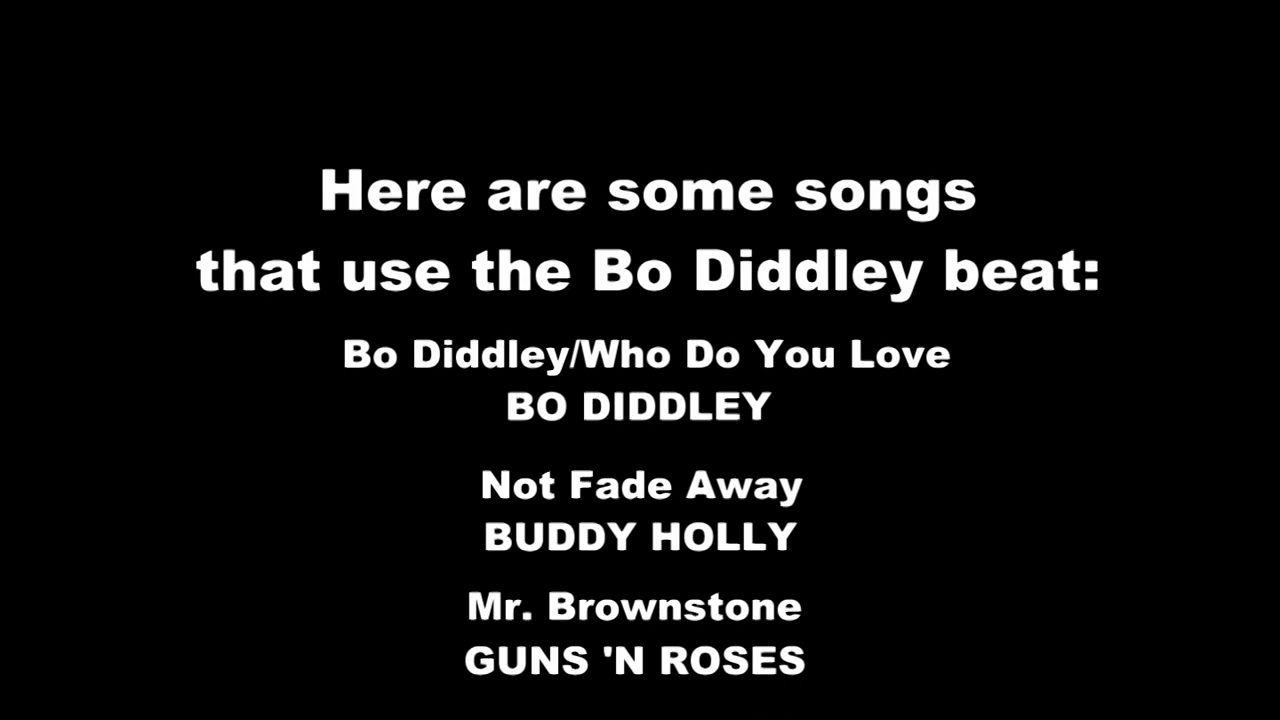 Here are some songs
that use the Bo Diddley beat:
Bo Diddley/Who Do You Love
BO DIDDLEY
Not Fade Away
BUDDY HOLLY
Mr. Brownstone
GUNS 'N ROSES